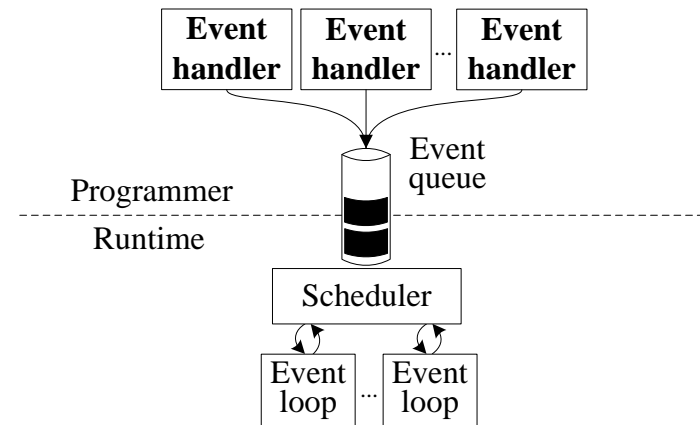 Event
handler
Event
handler
...
Event
handler
Event
queue
Programmer
Runtime
Scheduler
Event
loop
...
Event
loop